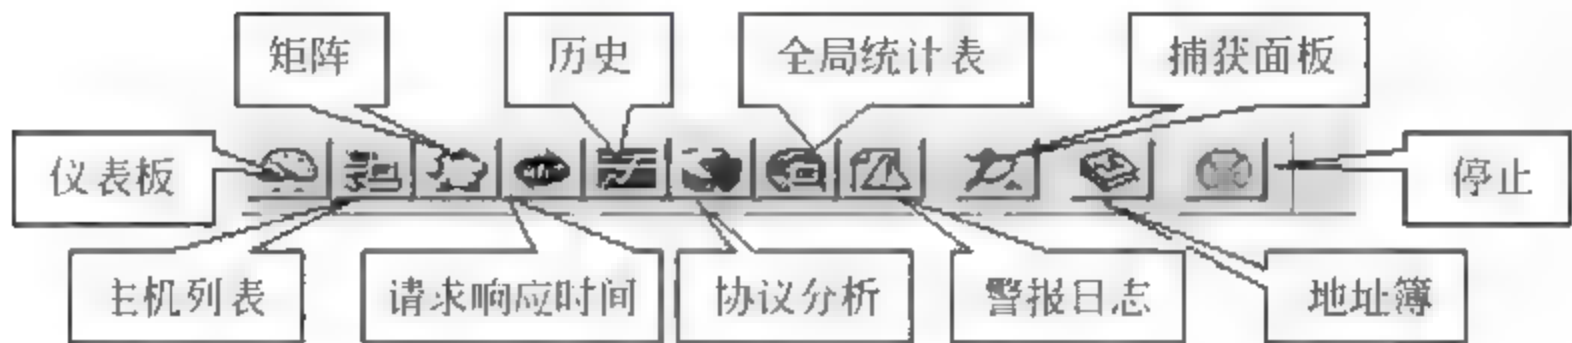 矩阵
历史
全局统计表
捕获面板
仪表板
停止
主机列表
请求响应时间
协议分析
警报日志
地址簿